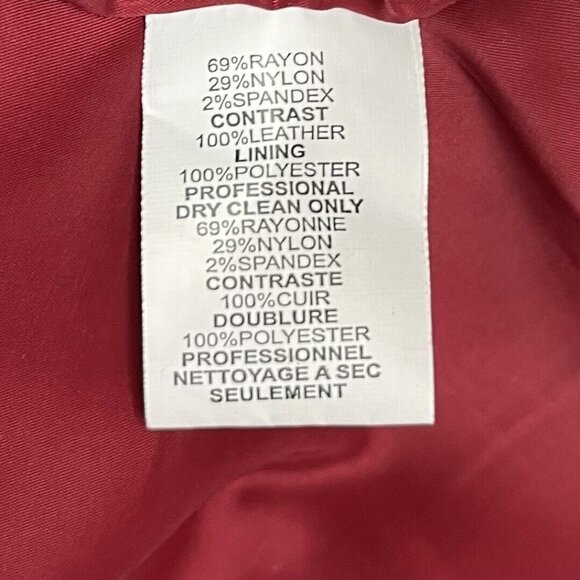 69%RAYON
29%NYLON
2%SPANDEX
CONTRAST
100%LEATHER
LINING
100%POLYESTER
PROFESSIONAL
DRY CLEAN ONLY
69%RAYONNE
29%NYLON
2%SPANDEX
CONTRASTE
100%CUIR
DOUBLURE
100%POLYESTER
PROFESSIONNEL
NETTOYAGE A SEC
SEULEMENT